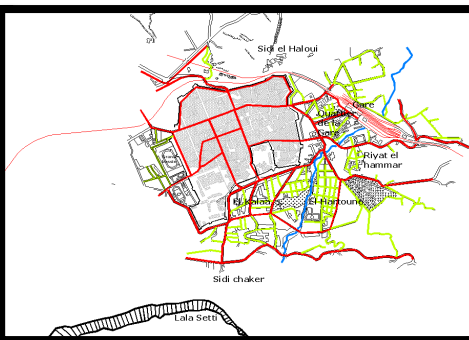 Sidi el Haloui
Gare
Quartier
de la
Gare
Riyat el
hammar
El Kalaa
El Hartoune
Sidi chaker
Lala Setti